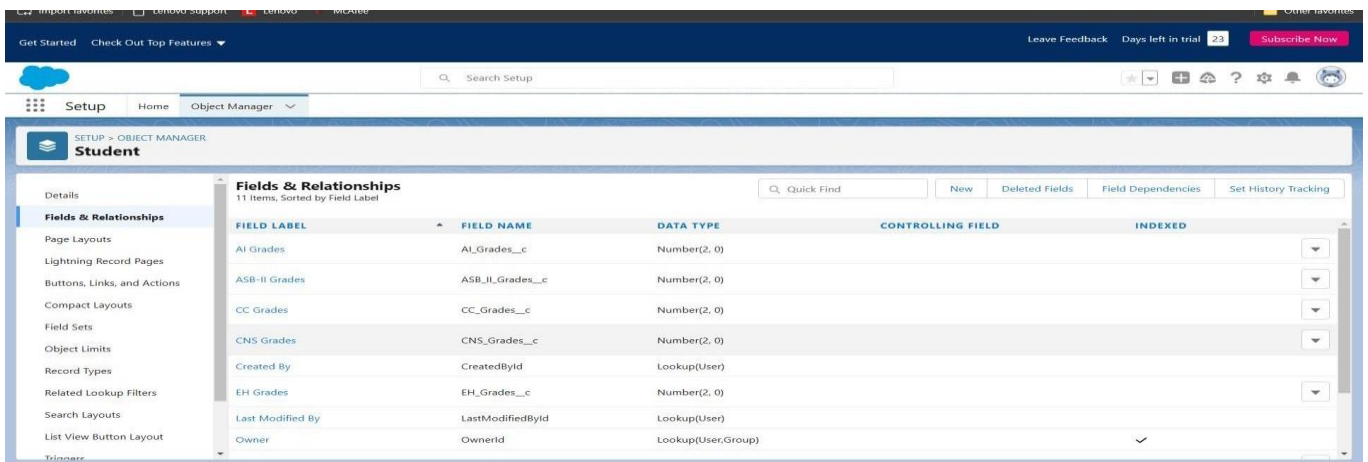 Import favorites Lenovo Support Lenovo McAfee Other favorites
Get Started Check Out Top Features Leave Feedback Days left in trial 23 Subscribe Now
Search Setup
Setup Home Object Manager
SETUP > OBJECT MANAGER
Student
Details
Fields & Relationships
Page Layouts
Lightning Record Pages
Buttons, Links, and Actions
Compact Layouts
Field Sets
Object Limits
Record Types
Related Lookup Filters
Search Layouts
List View Button Layout
Triggers
Fields & Relationships
11 Items, Sorted by Field Label
Quick Find New Deleted Fields Field Dependencies Set History Tracking
FIELD LABEL FIELD NAME DATA TYPE CONTROLLING FIELD INDEXED
AI Grades AI_Grades__c Number(2, 0)
ASB-II Grades ASB_II_Grades__c Number(2, 0)
CC Grades CC_Grades__c Number(2, 0)
CNS Grades CNS_Grades__c Number(2, 0)
Created By CreatedById Lookup(User)
EH Grades EH_Grades__c Number(2, 0)
Last Modified By LastModifiedById Lookup(User)
Owner OwnerId Lookup(User,Group)